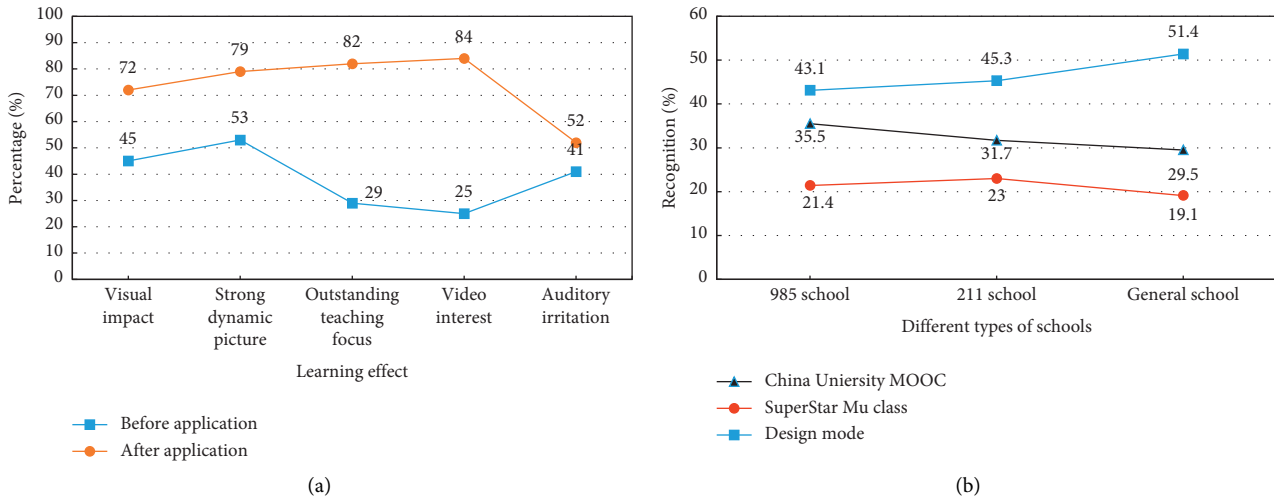 Percentage (%)
100
90
80
70
60
50
40
30
20
10
0
72
79
82
84
52
45
53
29
25
41
Visual
impact
Strong
dynamic
picture
Outstanding
teaching
focus
Video
interest
Auditory
irritation
Learning effect
Before application
After application
(a)
Recognition (%)
60
50
40
30
20
10
0
43.1
45.3
51.4
35.5
31.7
29.5
21.4
23
19.1
985 school
211 school
General school
Different types of schools
China Uniersity MOOC
SuperStar Mu class
Design mode
(b)